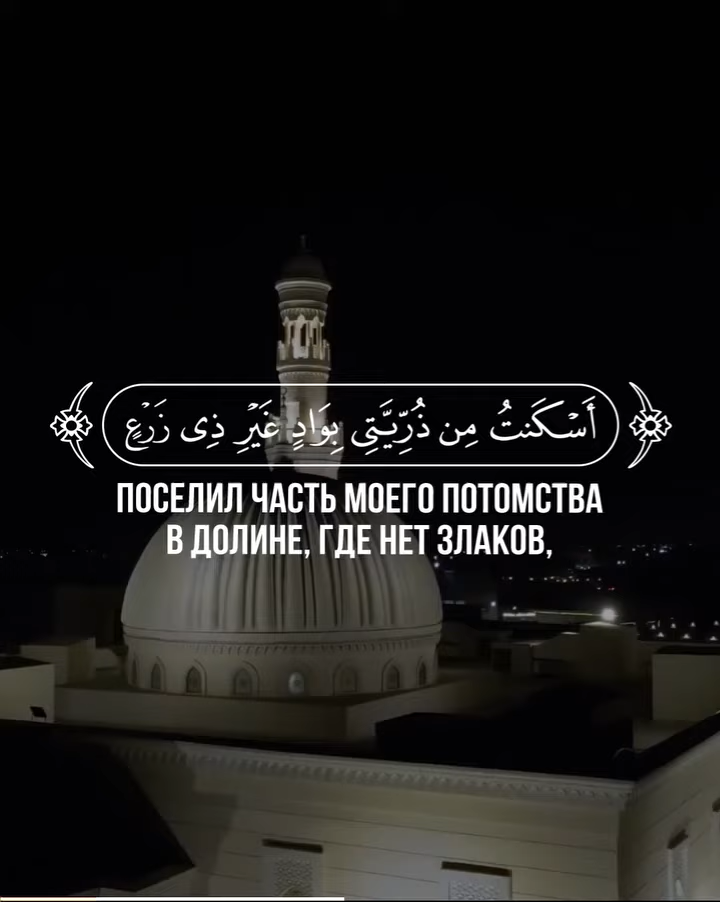 أَسْكَنتُ مِن ذُرِّيَّتِى بِوَادٍ غَيْرِ ذِى زَرْعٍ
ПОСЕЛИЛ ЧАСТЬ МОЕГО ПОТОМСТВА
В ДОЛИНЕ, ГДЕ НЕТ ЗЛАКОВ,